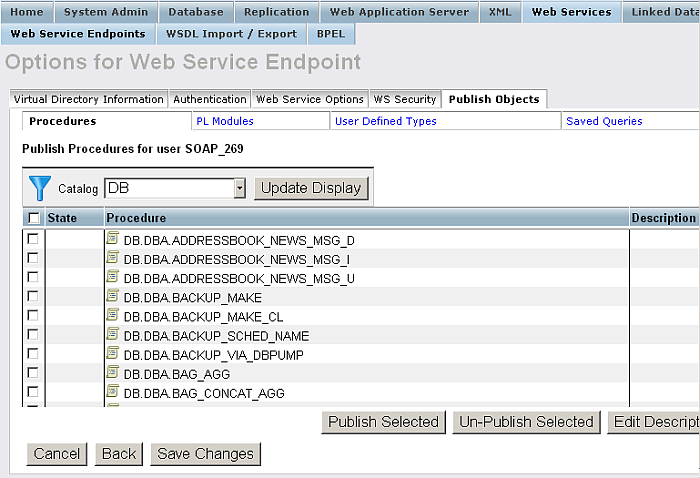 Home System Admin Database Replication Web Application Server XML Web Services Linked Data
Web Service Endpoints WSDL Import / Export BPEL
Options for Web Service Endpoint
Virtual Directory Information Authentication Web Service Options WS Security Publish Objects
Procedures PL Modules User Defined Types Saved Queries
Publish Procedures for user SOAP_269
Catalog DB Update Display
State Procedure Description
DB.DBA.ADDRESSBOOK_NEWS_MSG_D
DB.DBA.ADDRESSBOOK_NEWS_MSG_I
DB.DBA.ADDRESSBOOK_NEWS_MSG_U
DB.DBA.BACKUP_MAKE
DB.DBA.BACKUP_MAKE_CL
DB.DBA.BACKUP_SCHED_NAME
DB.DBA.BACKUP_VIA_DBPUMP
DB.DBA.BAG_AGG
DB.DBA.BAG_CONCAT_AGG
Publish Selected Un-Publish Selected Edit Descript
Cancel Back Save Changes